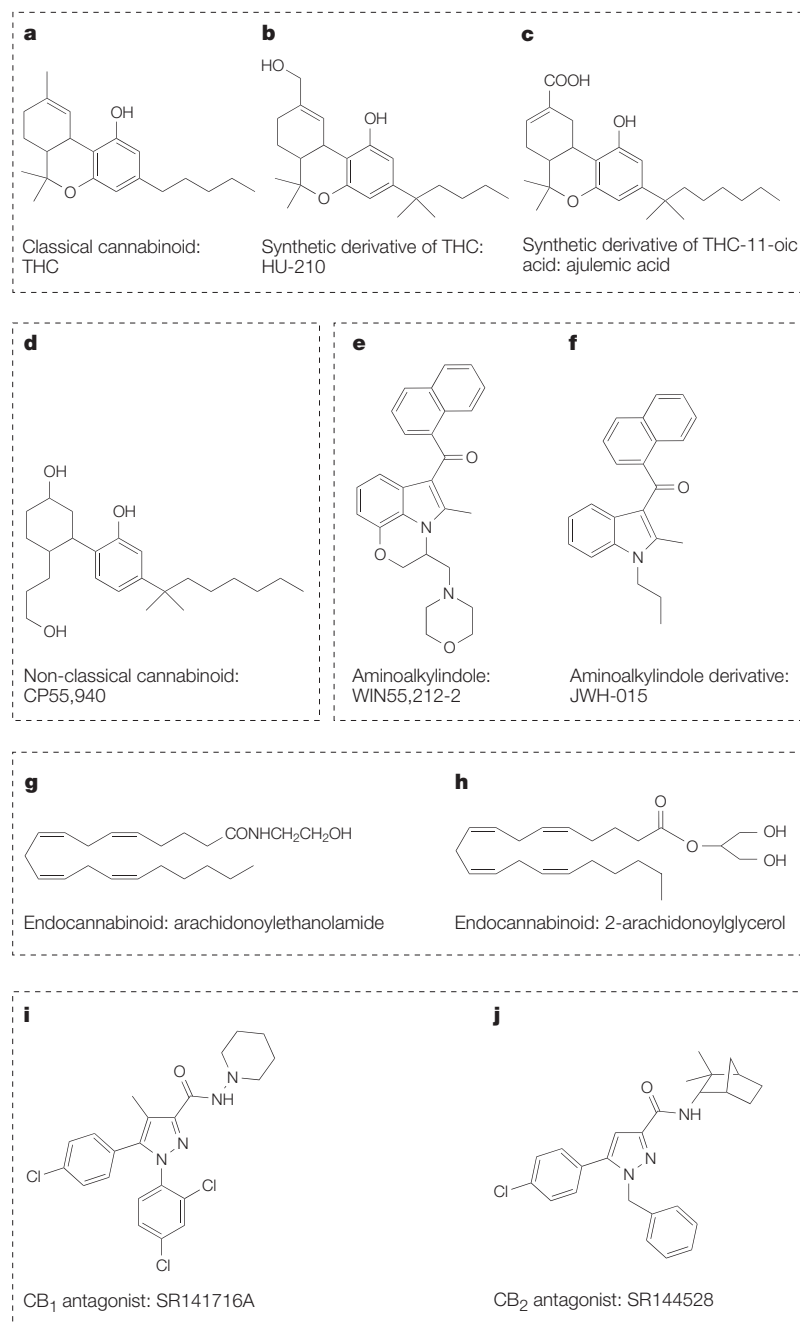 a
b
c
HO
COOH
OH
OH
OH
O
O
O
Classical cannabinoid:
THC
Synthetic derivative of THC:
HU-210
Synthetic derivative of THC-11-oic
acid: ajulemic acid
d
OH
OH
OH
Non-classical cannabinoid:
CP55,940
e
O
N
O
N
O
Aminoalkylindole:
WIN55,212-2
f
O
N
Aminoalkylindole derivative:
JWH-015
g
CONHCH₂CH₂OH
Endocannabinoid: arachidonoylethanolamide
h
O
O
OH
OH
Endocannabinoid: 2-arachidonoylglycerol
i
O
N
NH
N
N
Cl
Cl
Cl
CB₁ antagonist: SR141716A
j
O
NH
N
N
Cl
CB₂ antagonist: SR144528